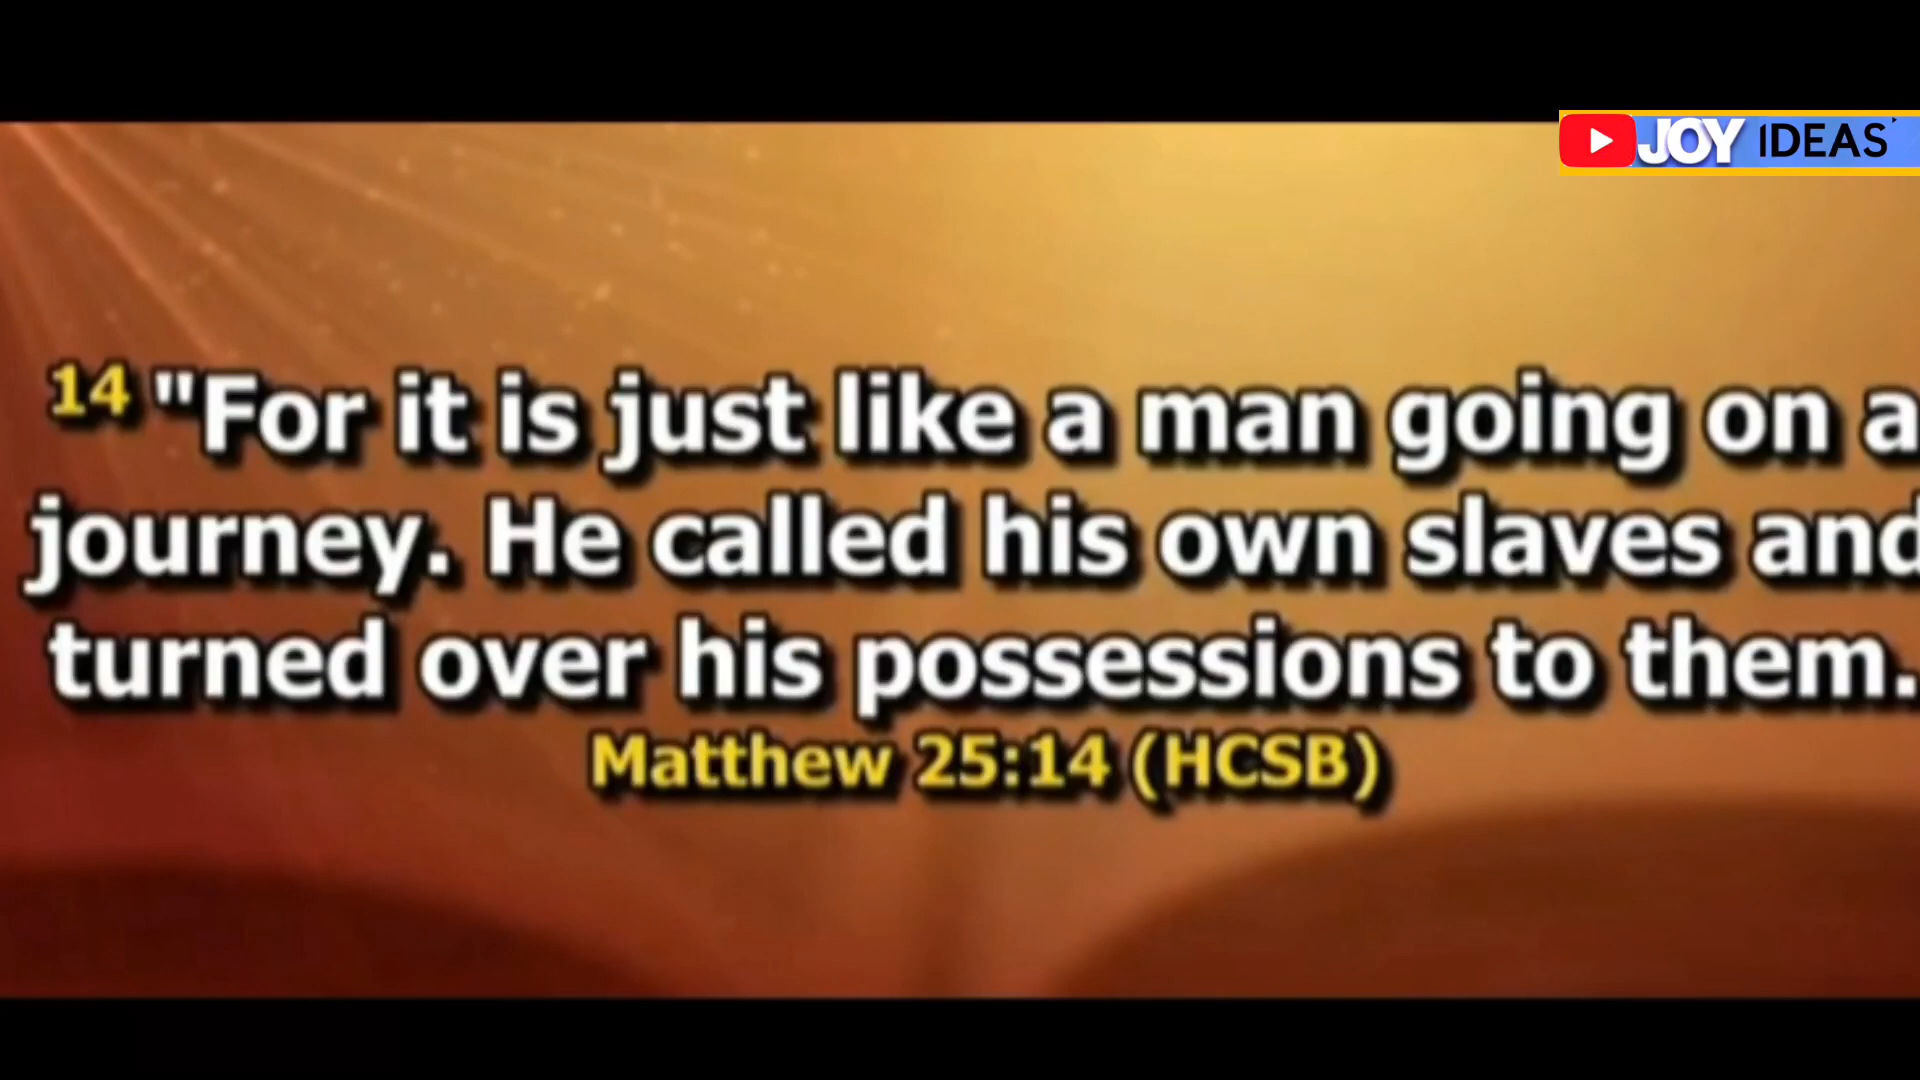 JOY IDEAS
14 "For it is just like a man going on a
journey. He called his own slaves and
turned over his possessions to them.
Matthew 25:14 (HCSB)